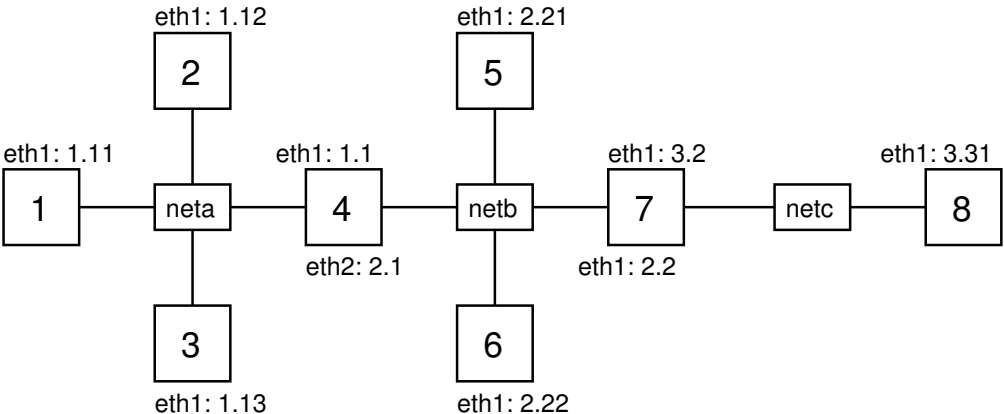 eth1: 1.12
eth1: 2.21
2
5
eth1: 1.11
eth1: 1.1
eth1: 3.2
eth1: 3.31
1
neta
4
netb
7
netc
8
eth2: 2.1
eth1: 2.2
3
6
eth1: 1.13
eth1: 2.22